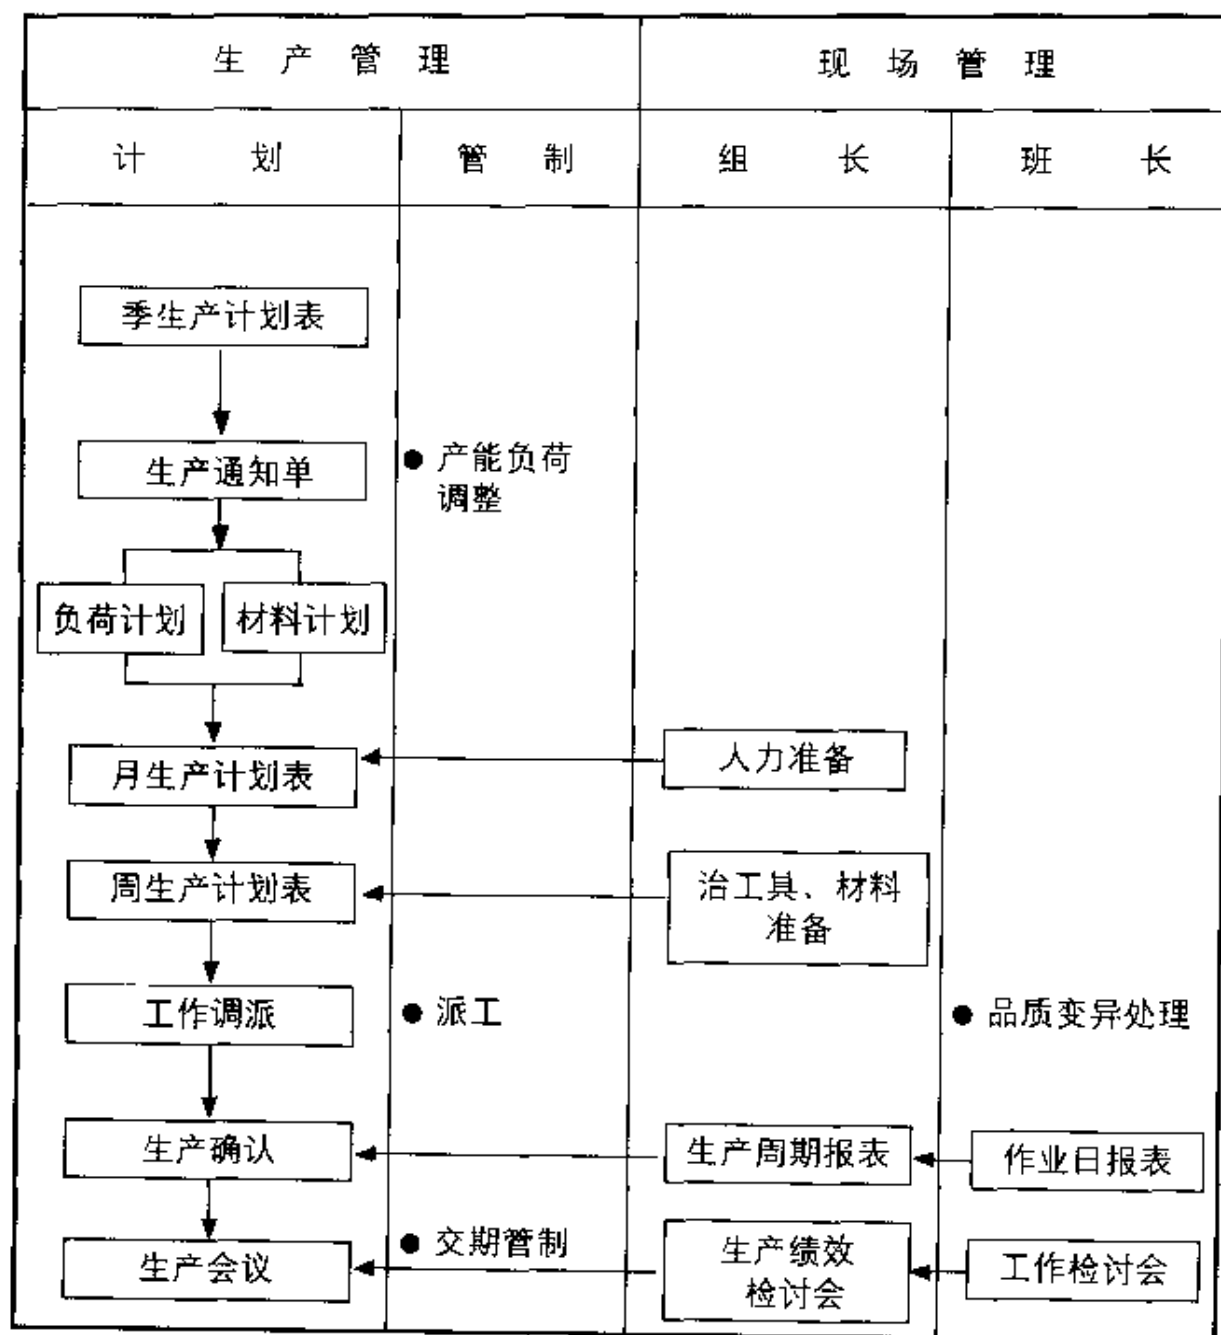 生产管理
现场管理
计划
管制
组长
班长
季生产计划表
生产通知单
● 产能负荷
调整
负荷计划
材料计划
月生产计划表
人力准备
周生产计划表
治工具、材料
准备
工作调派
● 派工
● 品质变异处理
生产确认
生产周期报表
作业日报表
生产会议
● 交期管制
生产绩效
检讨会
工作检讨会